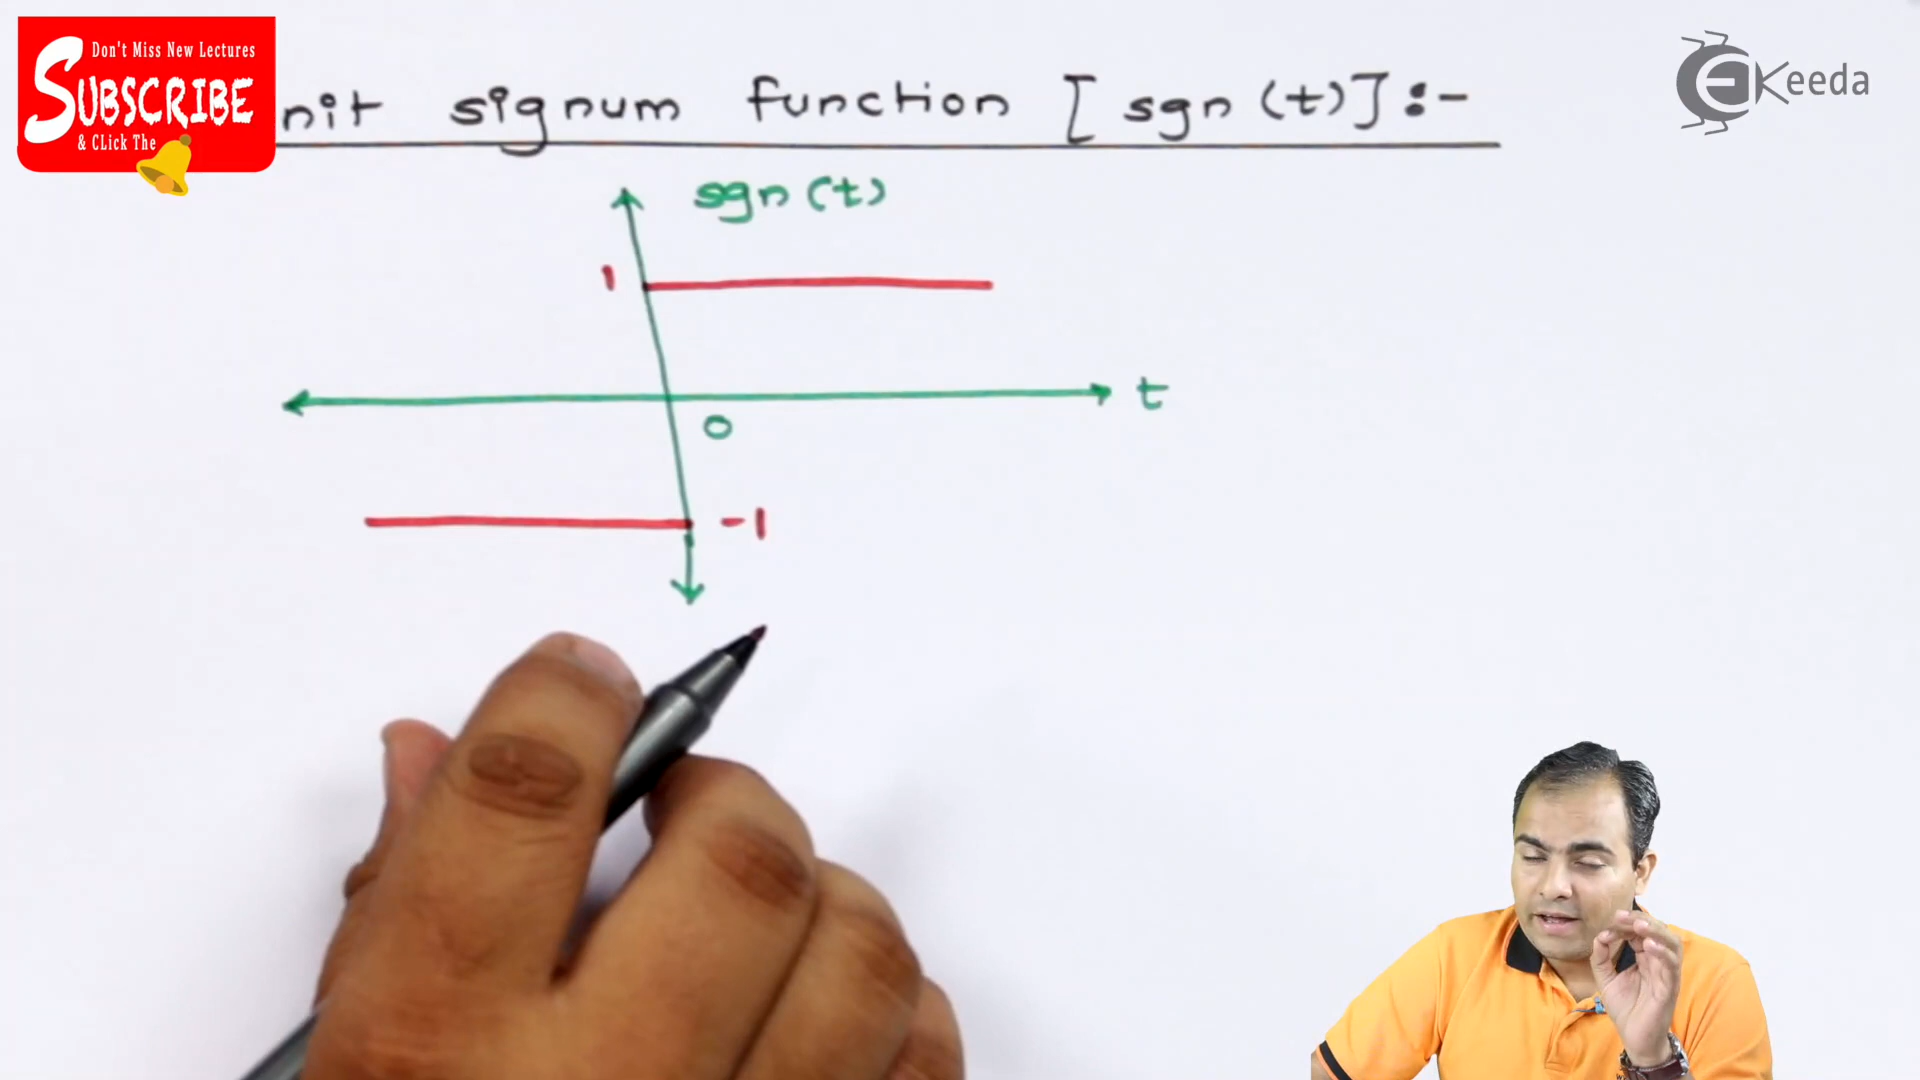 Don't Miss New Lectures
SUBSCRIBE
& CLick The
nit signum function [sgn(t)]:-
Keeda
sgn(t)
1
t
0
-1